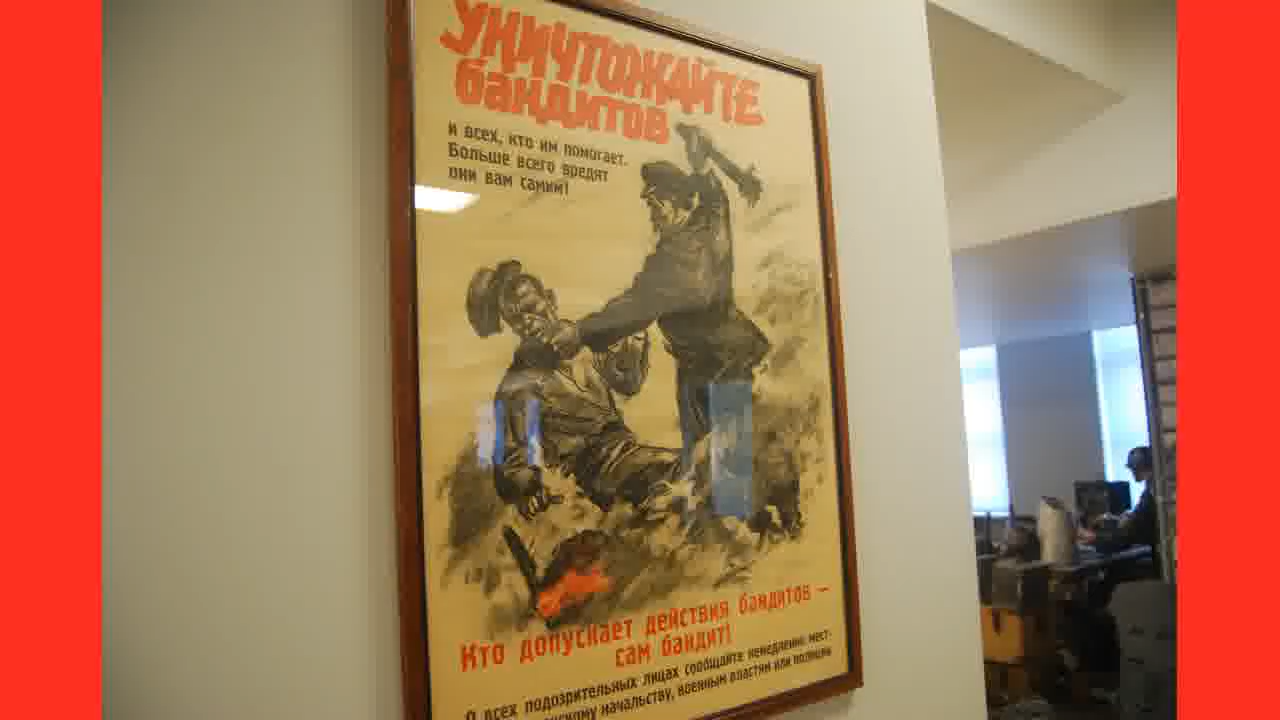 УНИЧТОЖАЙТЕ
бандитов
и всех, кто им помогает.
Больше всего вредят
они вам самим!
Кто допускает действия бандитов —
сам бандит!
О всех подозрительных лицах сообщайте немедленно мест-
начальству, военным властям или полиции